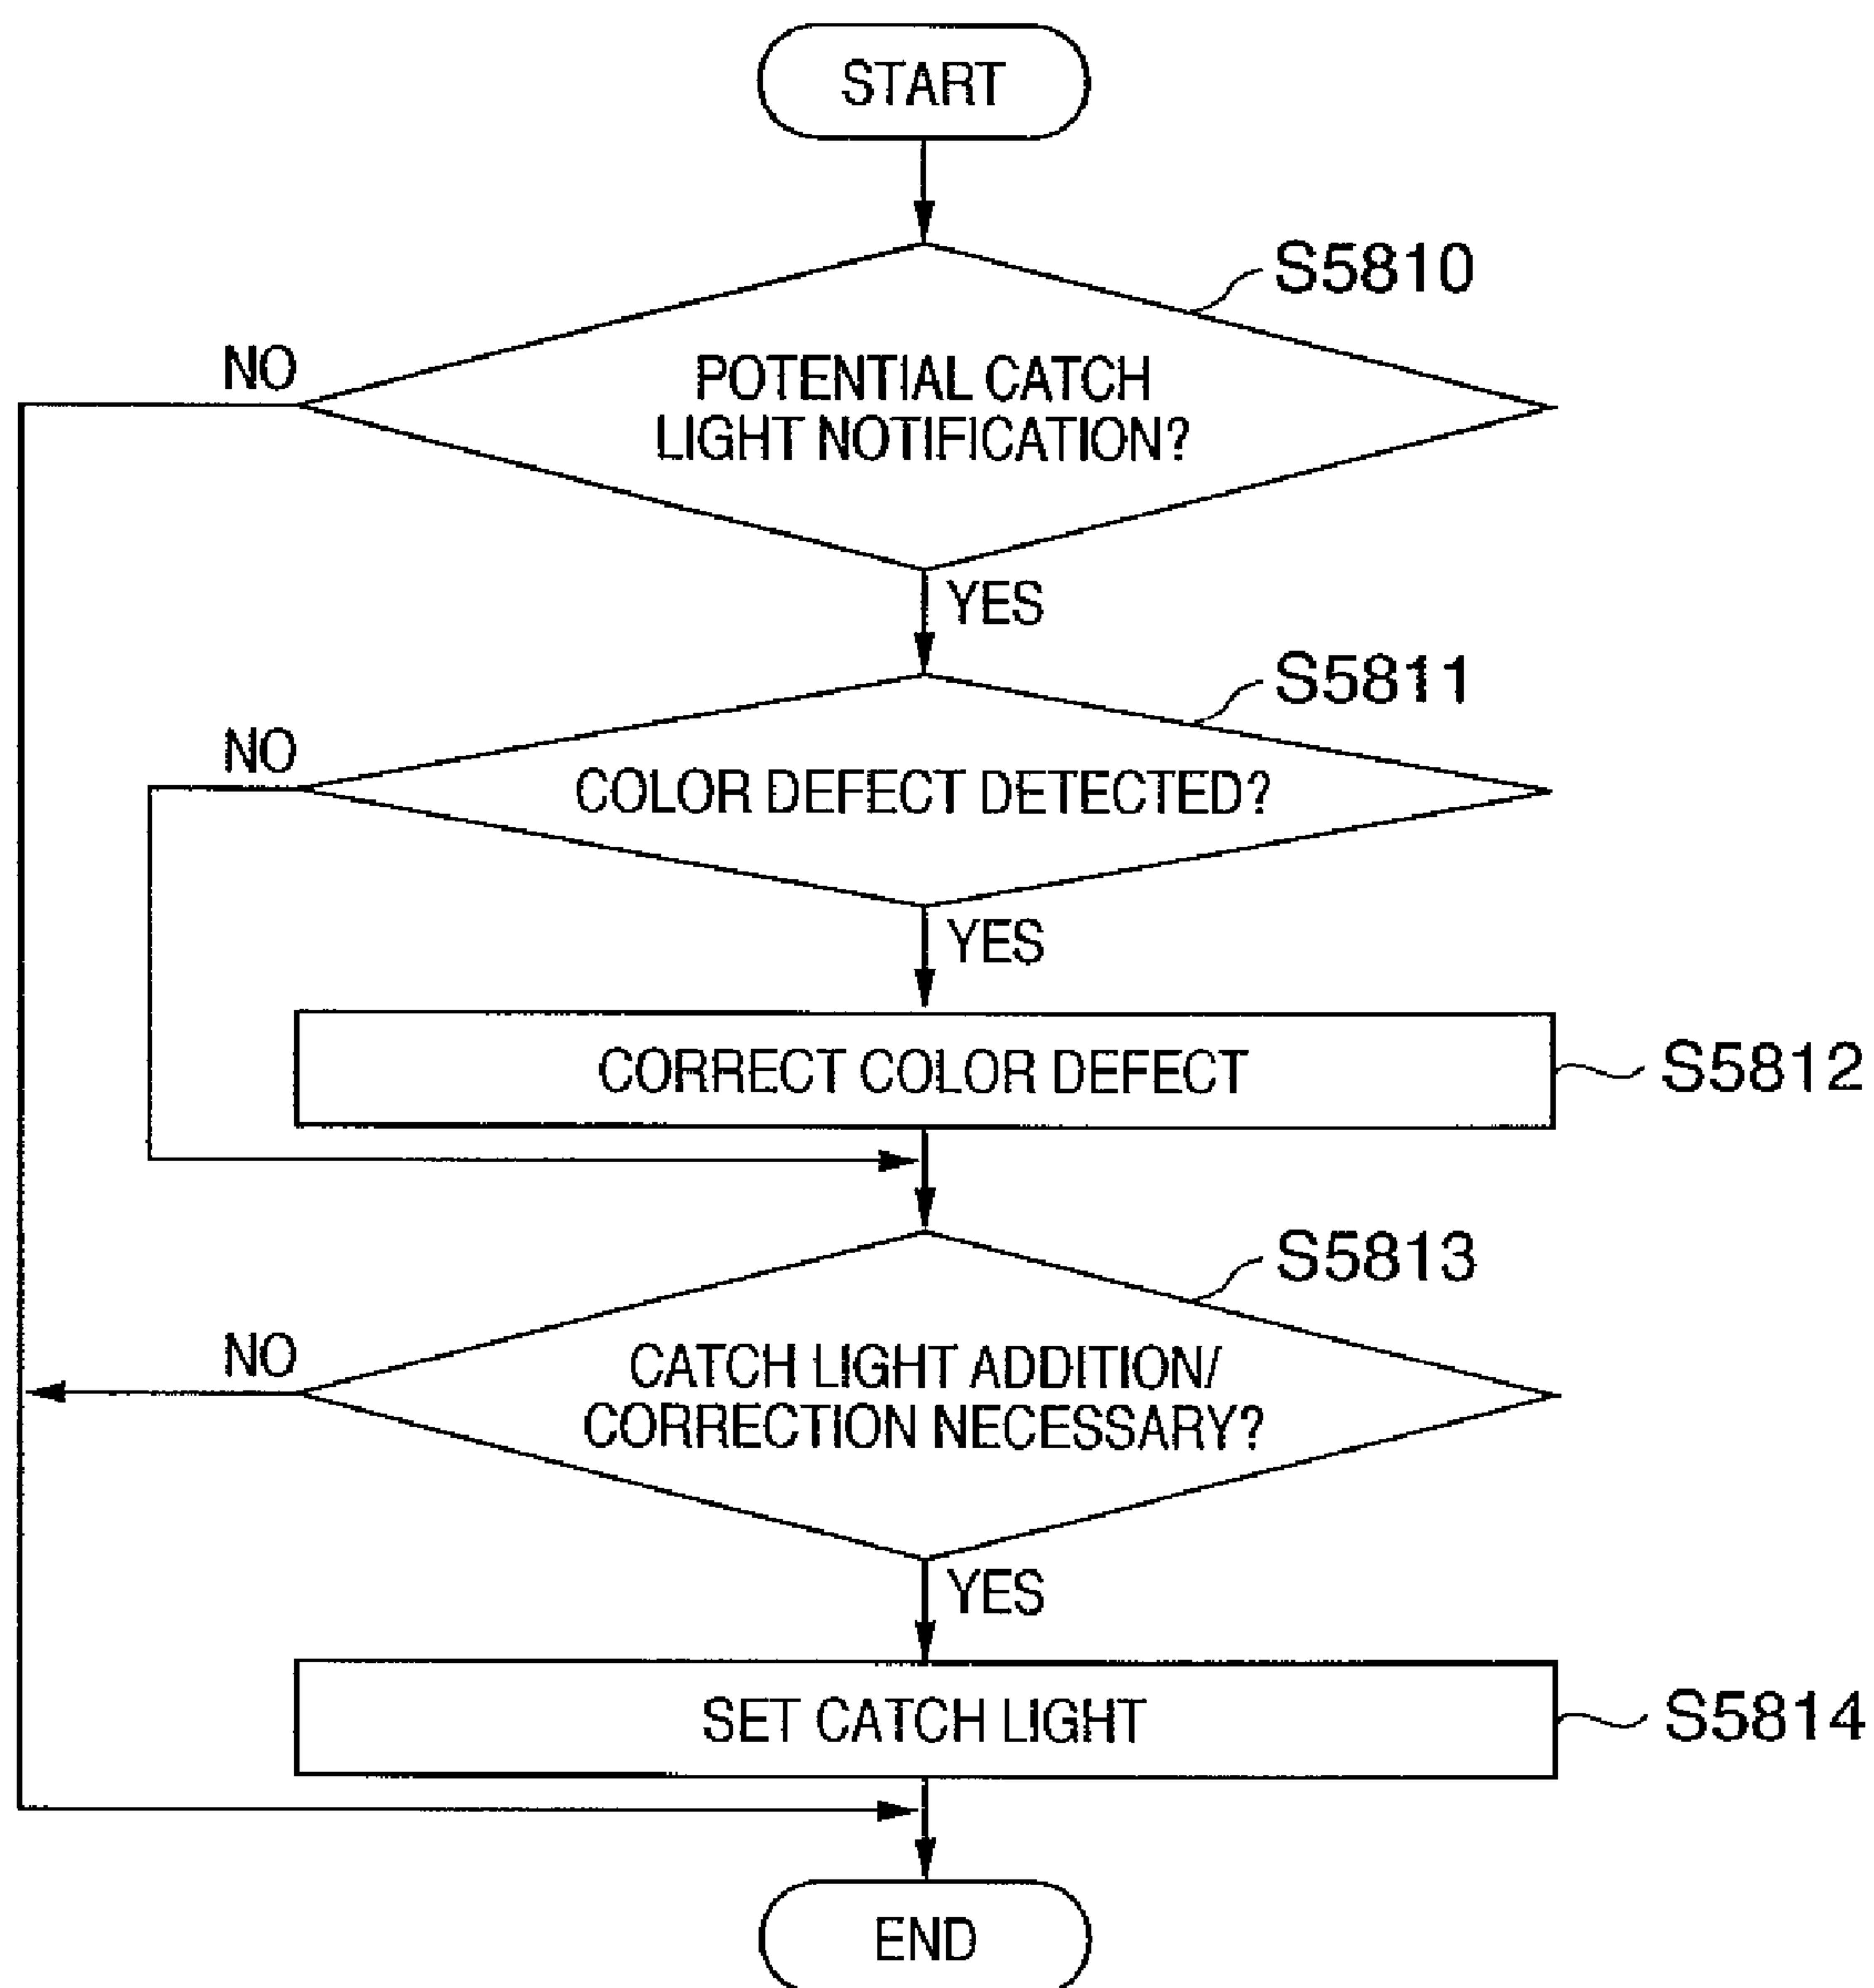 START
S5810
NO
POTENTIAL CATCH
LIGHT NOTIFICATION?
YES
S5811
NO
COLOR DEFECT DETECTED?
YES
CORRECT COLOR DEFECT
S5812
S5813
NO
CATCH LIGHT ADDITION/
CORRECTION NECESSARY?
YES
SET CATCH LIGHT
S5814
END